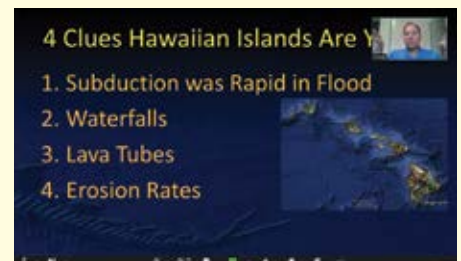 4 Clues Hawaiian Islands Are Y
1. Subduction was Rapid in Flood
2. Waterfalls
3. Lava Tubes
4. Erosion Rates